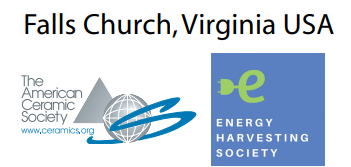 Falls Church, Virginia USA
The
American
Ceramic
Society
www.ceramics.org
e
ENERGY
HARVESTING
SOCIETY